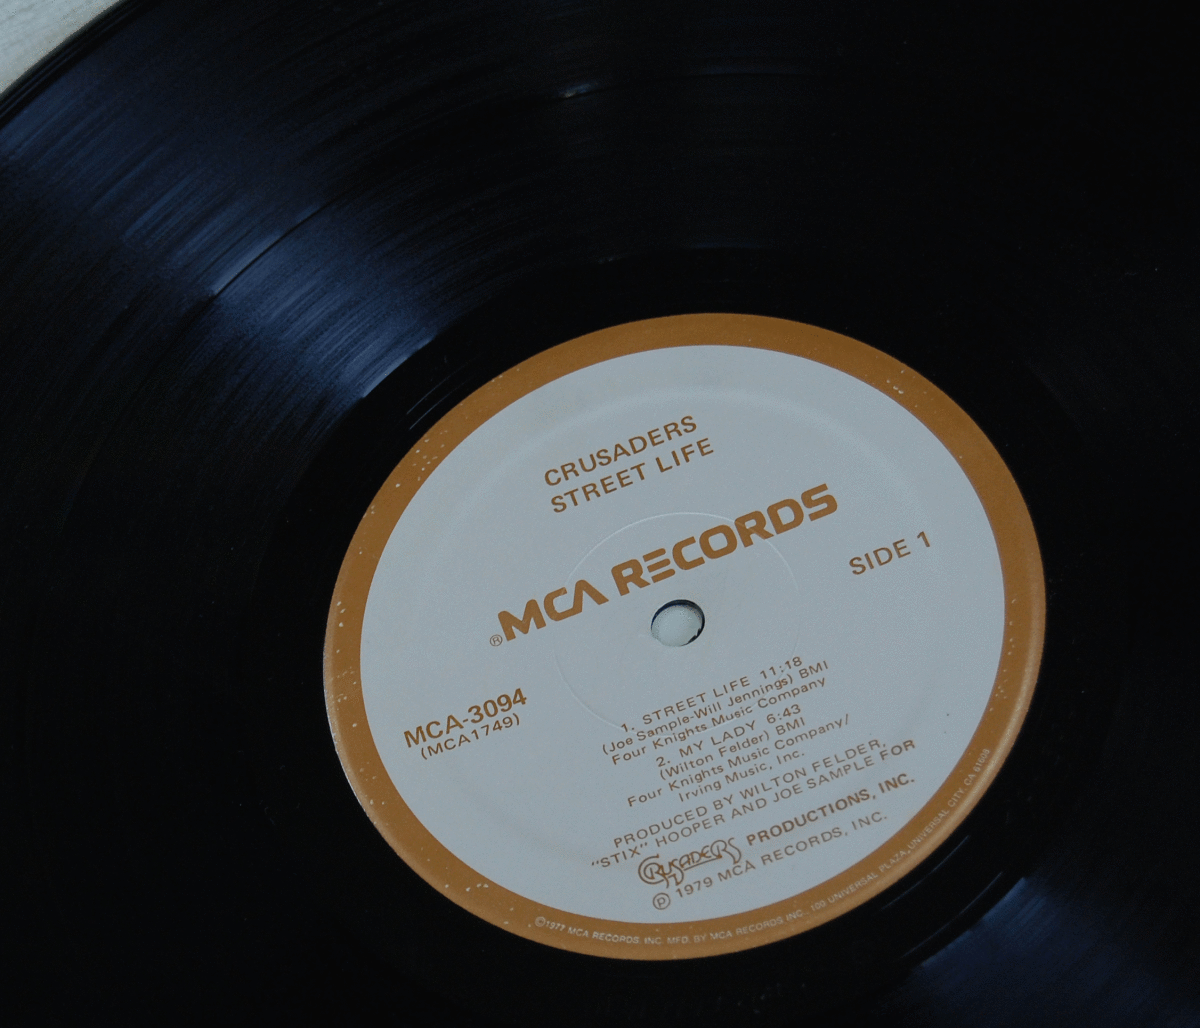 CRUSADERS
STREET LIFE
®MCA RECORDS
SIDE 1
MCA-3094
(MCA1749)
1. STREET LIFE 11:18
(Joe Sample-Will Jennings) BMI
Four Knights Music Company
2. MY LADY 6:43
(Wilton Felder) BMI
Four Knights Music Company/
Irving Music, Inc.
PRODUCED BY WILTON FELDER,
"STIX" HOOPER AND JOE SAMPLE FOR
CRUSADERS PRODUCTIONS, INC.
℗ 1979 MCA RECORDS, INC.
©1977 MCA RECORDS, INC. MFG. BY MCA RECORDS INC., 100 UNIVERSAL PLAZA, UNIVERSAL CITY, CA 91608